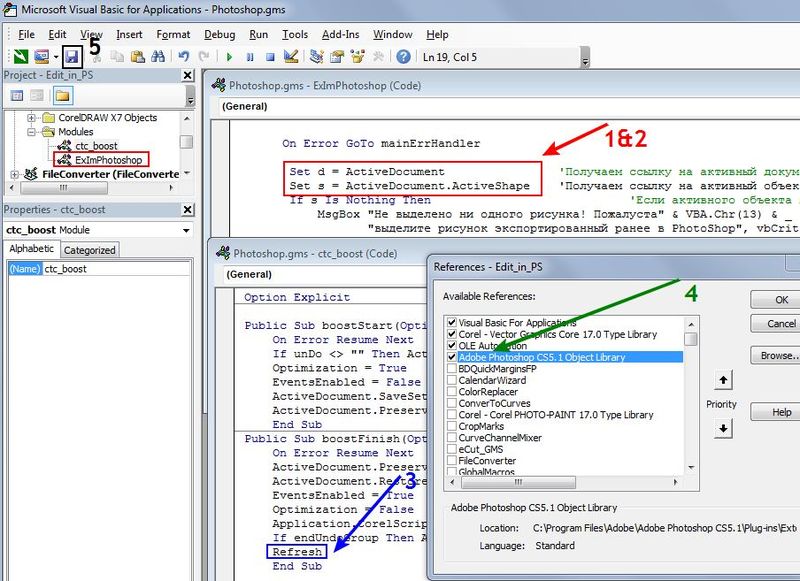 Microsoft Visual Basic for Applications - Photoshop.gms
File Edit View Insert Format Debug Run Tools Add-Ins Window Help
5
Ln 19, Col 5
Project - Edit_in_PS
CorelDRAW X7 Objects
Modules
ctc_boost
ExImPhotoshop
FileConverter (FileConverte
Properties - ctc_boost
ctc_boost Module
Alphabetic Categorized
(Name) ctc_boost
Photoshop.gms - ExImPhotoshop (Code)
(General)
1&2
On Error GoTo mainErrHandler
Set d = ActiveDocument 'Получаем ссылку на активный докум
Set s = ActiveDocument.ActiveShape 'Получаем ссылку на активный объек
If s Is Nothing Then 'Если активного объекта
MsgBox "Не выделено ни одного рисунка! Пожалуста" & VBA.Chr(13) & _
"выделите рисунок экспортированный ранее в PhotoShop", vbCrit
Photoshop.gms - ctc_boost (Code)
(General)
Option Explicit
Public Sub boostStart(Opti
On Error Resume Next
If unDo <> "" Then Act
Optimization = True
EventsEnabled = False
ActiveDocument.SaveSet
ActiveDocument.Preserv
End Sub
Public Sub boostFinish(Opt
On Error Resume Next
ActiveDocument.Preserv
ActiveDocument.Restore
EventsEnabled = True
Optimization = False
Application.CorelScrip
If endUndoGroup Then A
Refresh
End Sub
3
References - Edit_in_PS
4
Available References:
Visual Basic For Applications
Corel - Vector Graphics Core 17.0 Type Library
OLE Automation
Adobe Photoshop CS5.1 Object Library
BDQuickMarginsFP
CalendarWizard
ColorReplacer
ConvertToCurves
Corel - Corel PHOTO-PAINT 17.0 Type Library
CropMarks
CurveChannelMixer
eCut_GMS
FileConverter
GlobalMacros
OK
Cancel
Browse...
Priority
Help
Adobe Photoshop CS5.1 Object Library
Location: C:\Program Files\Adobe\Adobe Photoshop CS5.1\Plug-ins\Exte
Language: Standard